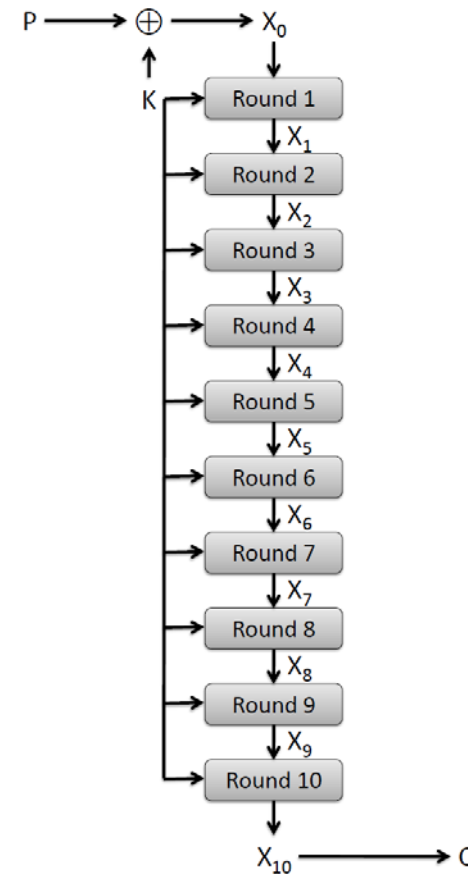 P ⊕ X₀
K
Round 1
X₁
Round 2
X₂
Round 3
X₃
Round 4
X₄
Round 5
X₅
Round 6
X₆
Round 7
X₇
Round 8
X₈
Round 9
X₉
Round 10
X₁₀ C